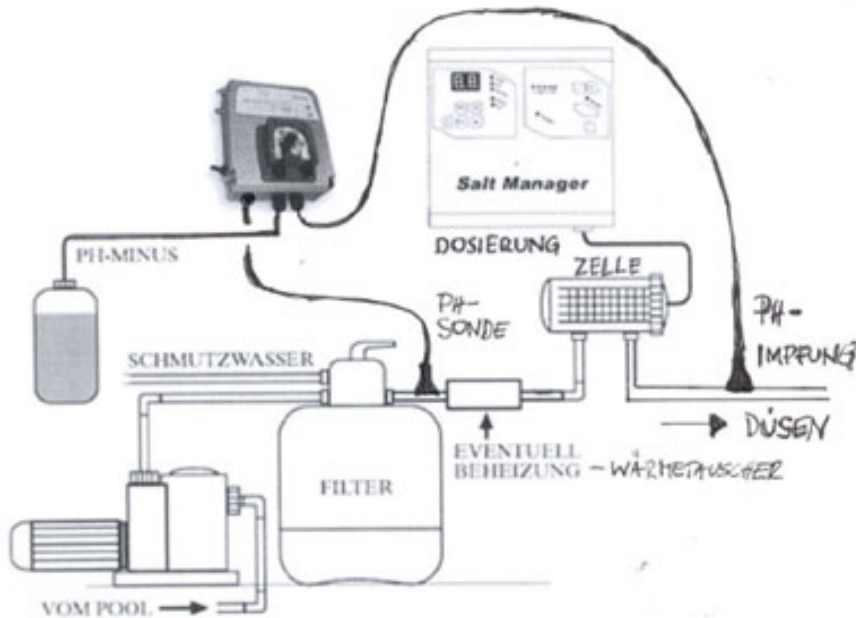 Salt Manager
DOSIERUNG
ZELLE
PH-MINUS
PH-
SONDE
PH-
IMPFUNG
SCHMUTZWASSER
DÜSEN
EVENTUELL
BEHEIZUNG - WÄRMETAUSCHER
FILTER
VOM POOL